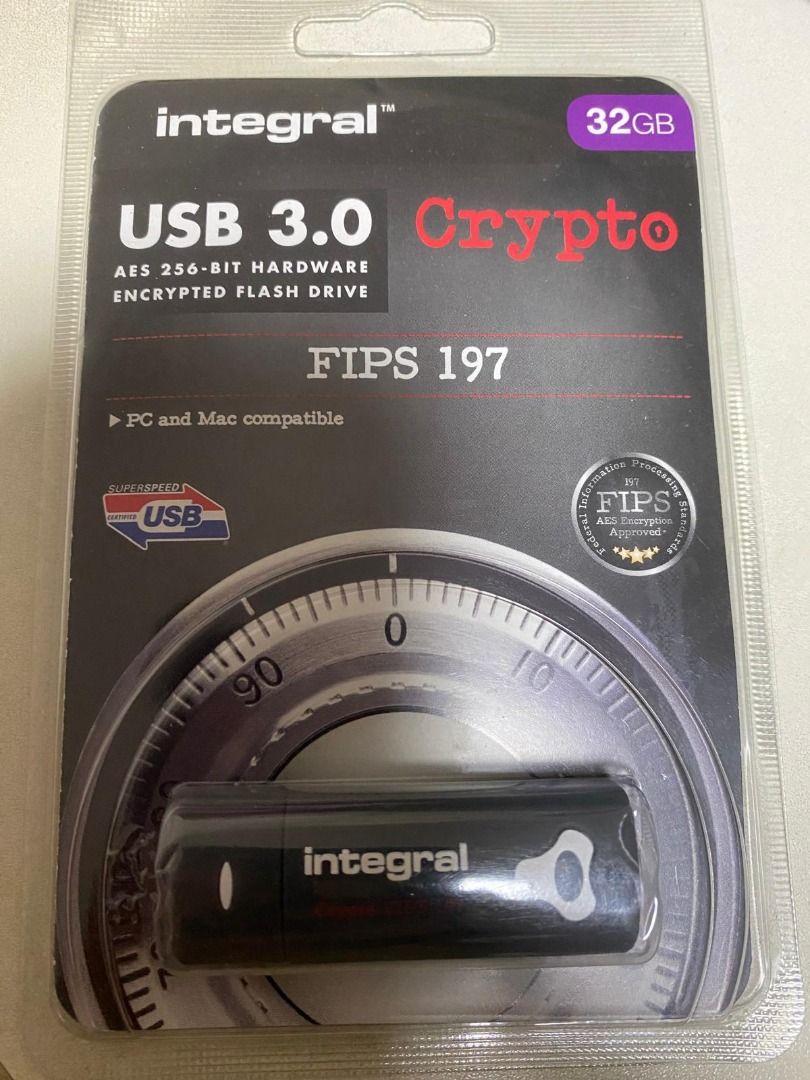 integral™
32GB
USB 3.0
AES 256-BIT HARDWARE
ENCRYPTED FLASH DRIVE
Crypto
FIPS 197
PC and Mac compatible
SUPERSPEED
CERTIFIED
USB
Federal Information Processing Standards
197
FIPS
AES Encryption
Approved
0
90
10
integral